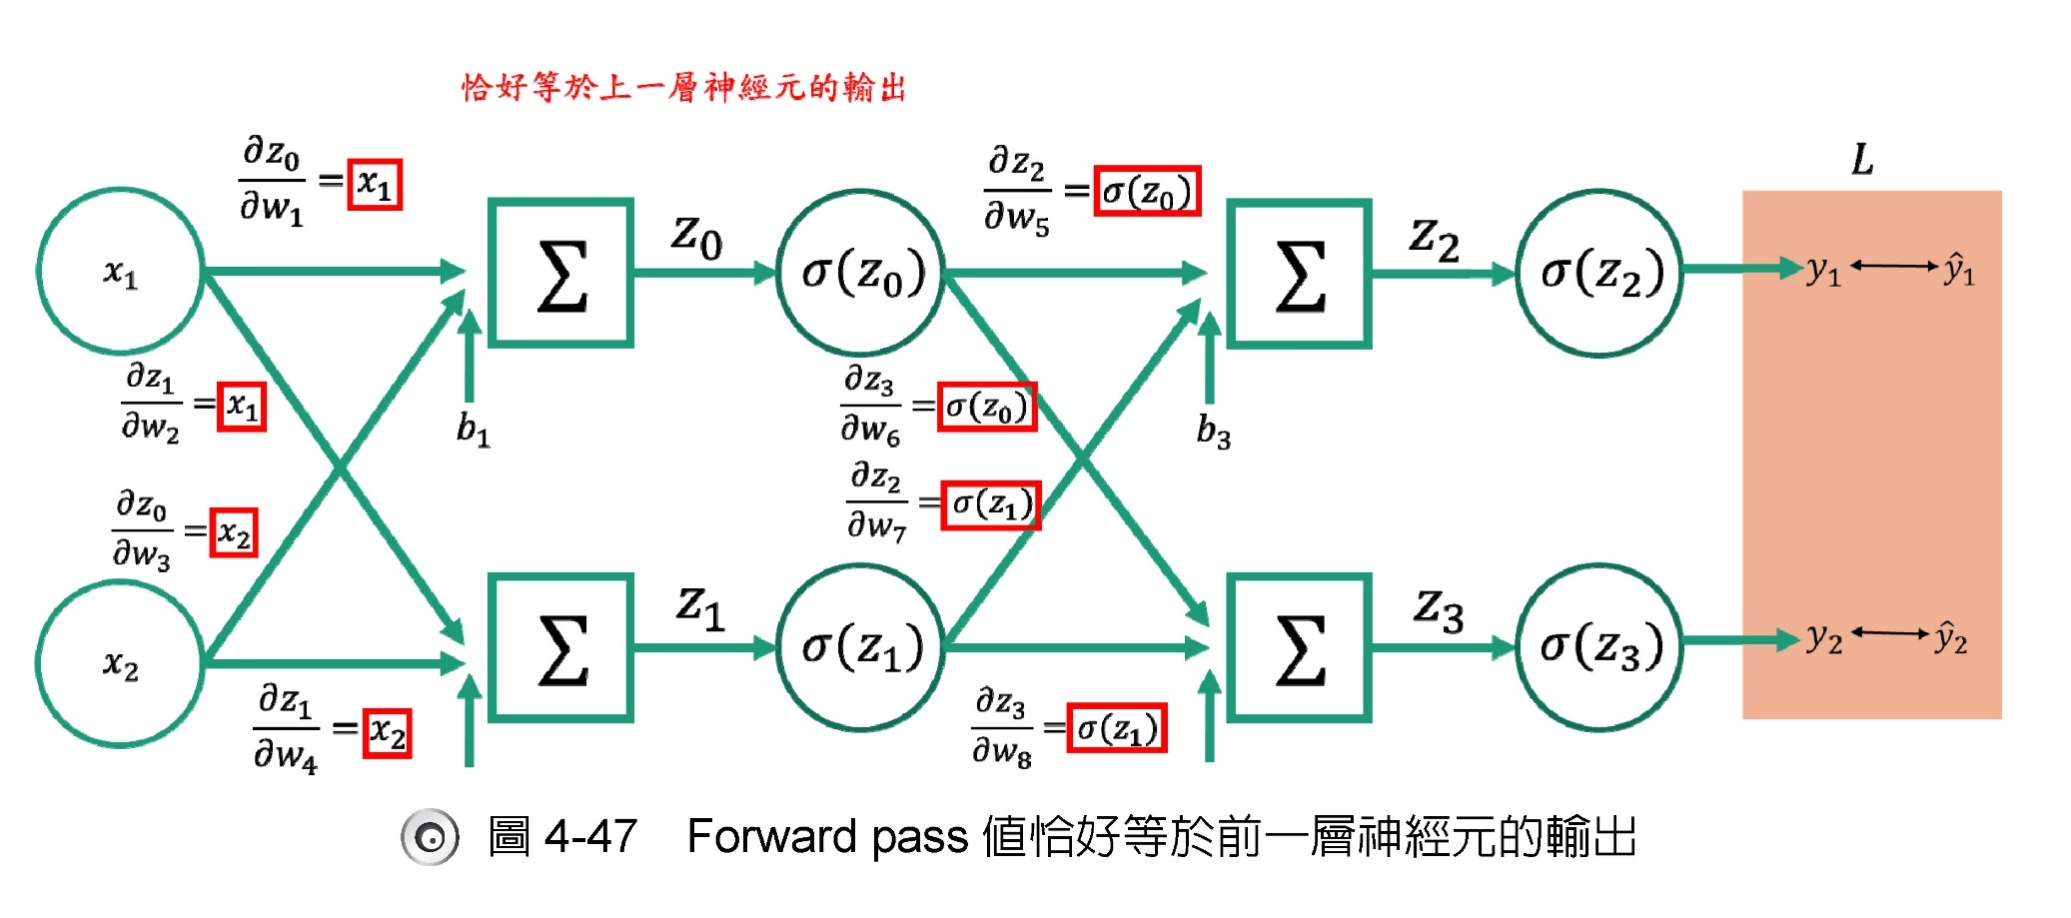 恰好等於上一層神經元的輸出
∂z₀/∂w₁ = x₁
∂z₂/∂w₅ = σ(z₀)
L
x₁
Σ
z₀
σ(z₀)
Σ
z₂
σ(z₂)
y₁ ŷ₁
∂z₁/∂w₂ = x₁
b₁
∂z₃/∂w₆ = σ(z₀)
b₃
∂z₀/∂w₃ = x₂
∂z₂/∂w₇ = σ(z₁)
x₂
Σ
z₁
σ(z₁)
Σ
z₃
σ(z₃)
y₂ ŷ₂
∂z₁/∂w₄ = x₂
∂z₃/∂w₈ = σ(z₁)
圖 4-47 Forward pass 值恰好等於前一層神經元的輸出